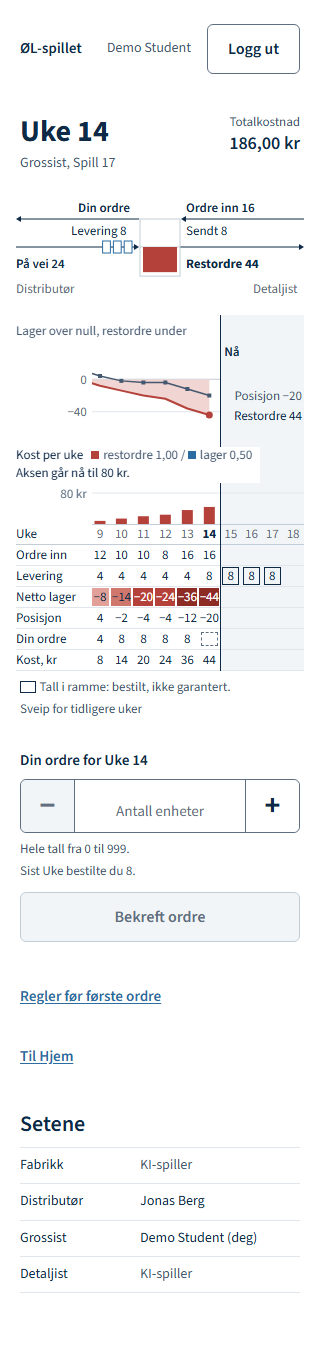 ØL-spillet Demo Student Logg ut
Uke 14 Totalkostnad
186,00 kr
Grossist, Spill 17
Din ordre Ordre inn 16
Levering 8 Sendt 8
På vei 24 Restordre 44
Distributør Detaljist
Lager over null, restordre under
Nå
0
Posisjon −20
−40 Restordre 44
Kost per uke restordre 1,00 / lager 0,50
Aksen går nå til 80 kr.
80 kr
Uke 9 10 11 12 13 14 15 16 17 18
Ordre inn 12 10 10 8 16 16
Levering 4 4 4 4 4 8 8 8 8
Netto lager −8 −14 −20 −24 −36 −44
Posisjon 4 −2 −4 −4 −12 −20
Din ordre 4 8 8 8 8
Kost, kr 8 14 20 24 36 44
Tall i ramme: bestilt, ikke garantert.
Sveip for tidligere uker
Din ordre for Uke 14
− Antall enheter +
Hele tall fra 0 til 999.
Sist Uke bestilte du 8.
Bekreft ordre
Regler før første ordre
Til Hjem
Setene
Fabrikk KI-spiller
Distributør Jonas Berg
Grossist Demo Student (deg)
Detaljist KI-spiller